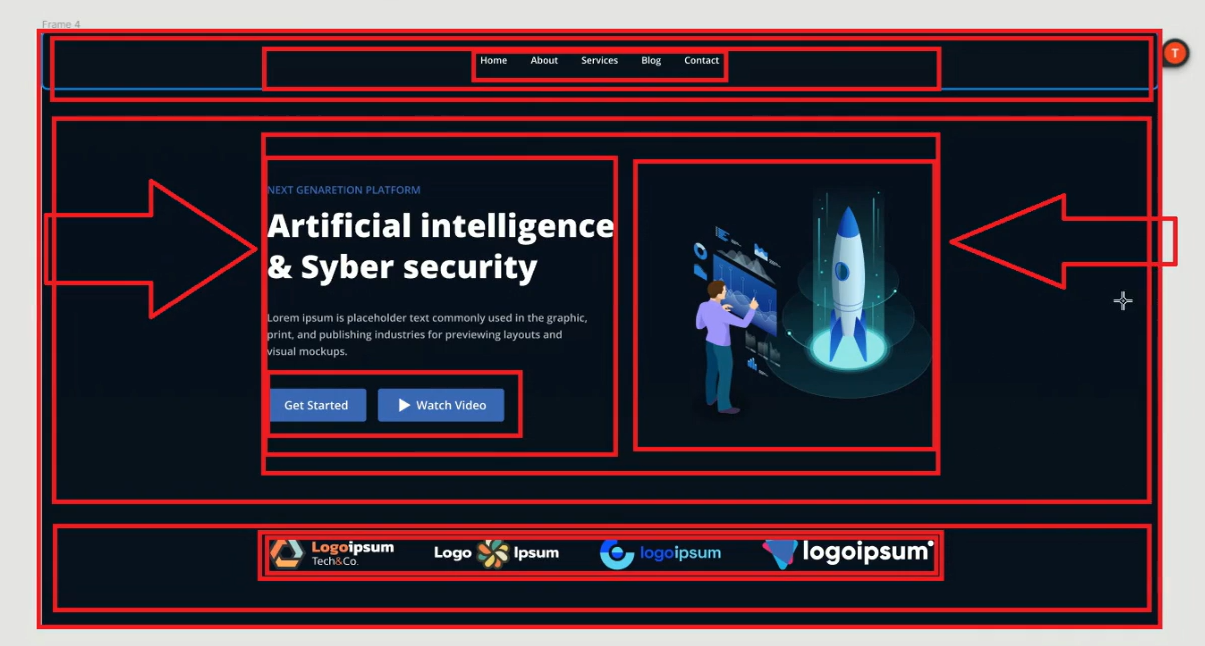 Frame 4
T
Home About Services Blog Contact
NEXT GENARETION PLATFORM
Artificial intelligence
& Syber security
Lorem ipsum is placeholder text commonly used in the graphic,
print, and publishing industries for previewing layouts and
visual mockups.
Get Started Watch Video
Logoipsum
Tech&Co.
Logo Ipsum
logoipsum
logoipsum